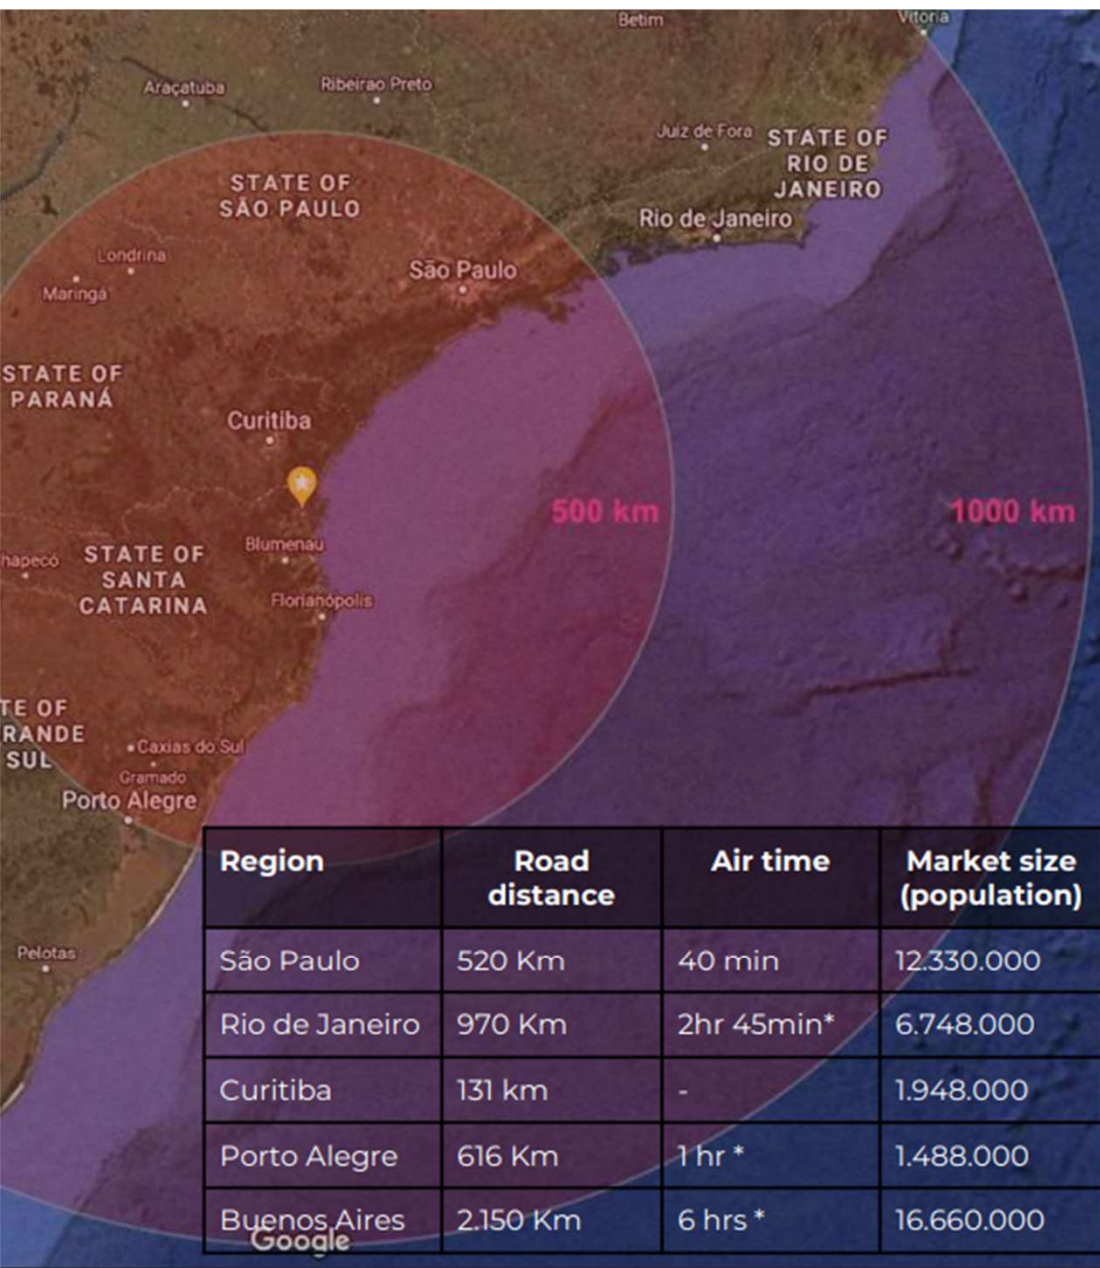 Betim
Vitória
Araçatuba
Ribeirao Preto
Juiz de Fora
STATE OF
RIO DE
JANEIRO
STATE OF
SÃO PAULO
Rio de Janeiro
Londrina
Maringá
São Paulo
STATE OF
PARANÁ
Curitiba
500 km
1000 km
Blumenau
hapecó
STATE OF
SANTA
CATARINA
Florianópolis
TE OF
RANDE
SUL
Caxias do Sul
Gramado
Porto Alegre
Pelotas
Region Road distance Air time Market size (population)
São Paulo 520 Km 40 min 12.330.000
Rio de Janeiro 970 Km 2hr 45min* 6.748.000
Curitiba 131 km - 1.948.000
Porto Alegre 616 Km 1 hr * 1.488.000
Buenos Aires 2.150 Km 6 hrs * 16.660.000
Google